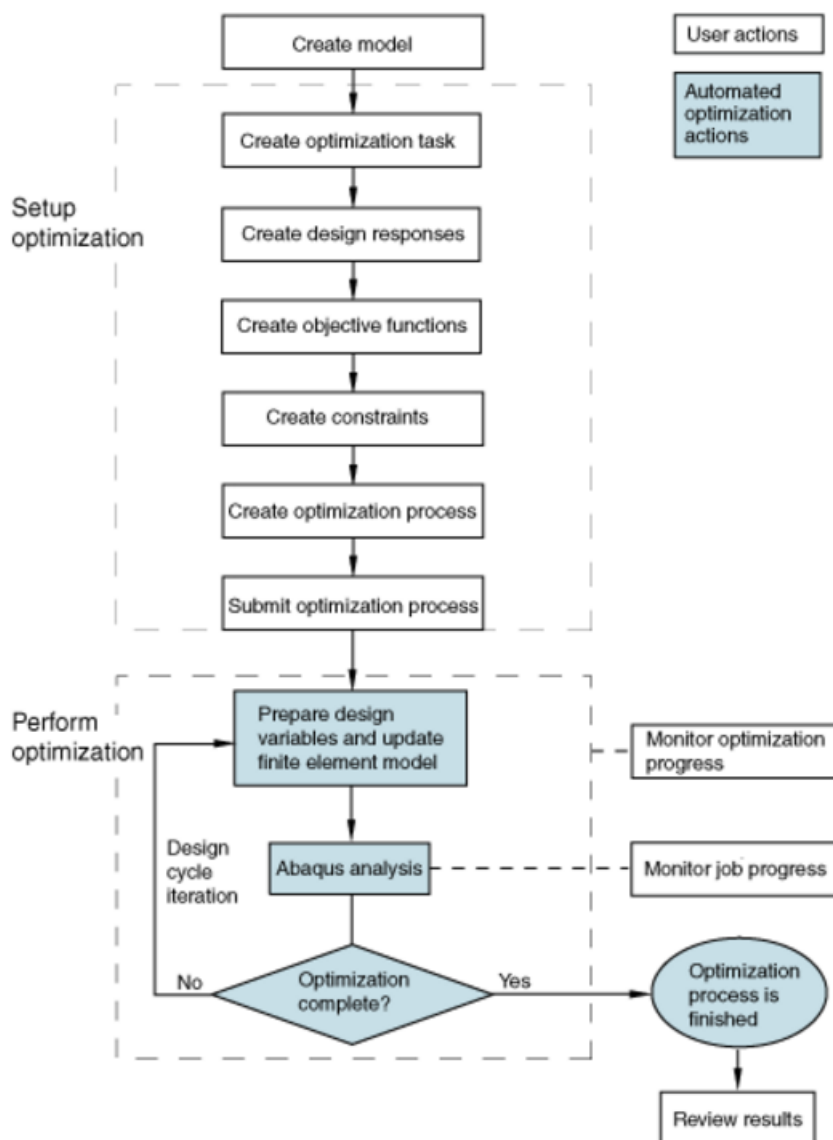 Create model
User actions
Automated
optimization
actions
Create optimization task
Setup
optimization
Create design responses
Create objective functions
Create constraints
Create optimization process
Submit optimization process
Perform
optimization
Prepare design
variables and update
finite element model
Monitor optimization
progress
Design
cycle
iteration
Abaqus analysis
Monitor job progress
No
Optimization
complete?
Yes
Optimization
process is
finished
Review results